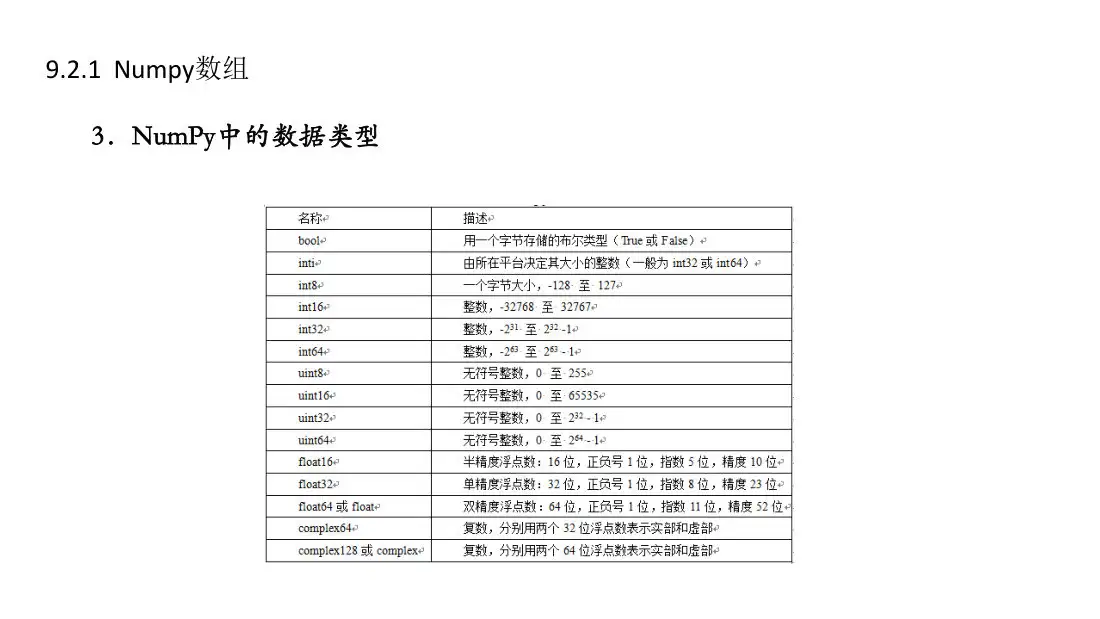 9.2.1 Numpy数组
3．NumPy中的数据类型
名称 描述
bool 用一个字节存储的布尔类型（True 或 False）
inti 由所在平台决定其大小的整数（一般为 int32 或 int64）
int8 一个字节大小，-128 至 127
int16 整数，-32768 至 32767
int32 整数，-2³¹ 至 2³²-1
int64 整数，-2⁶³ 至 2⁶³-1
uint8 无符号整数，0 至 255
uint16 无符号整数，0 至 65535
uint32 无符号整数，0 至 2³²-1
uint64 无符号整数，0 至 2⁶⁴-1
float16 半精度浮点数：16 位，正负号 1 位，指数 5 位，精度 10 位
float32 单精度浮点数：32 位，正负号 1 位，指数 8 位，精度 23 位
float64 或 float 双精度浮点数：64 位，正负号 1 位，指数 11 位，精度 52 位
complex64 复数，分别用两个 32 位浮点数表示实部和虚部
complex128 或 complex 复数，分别用两个 64 位浮点数表示实部和虚部